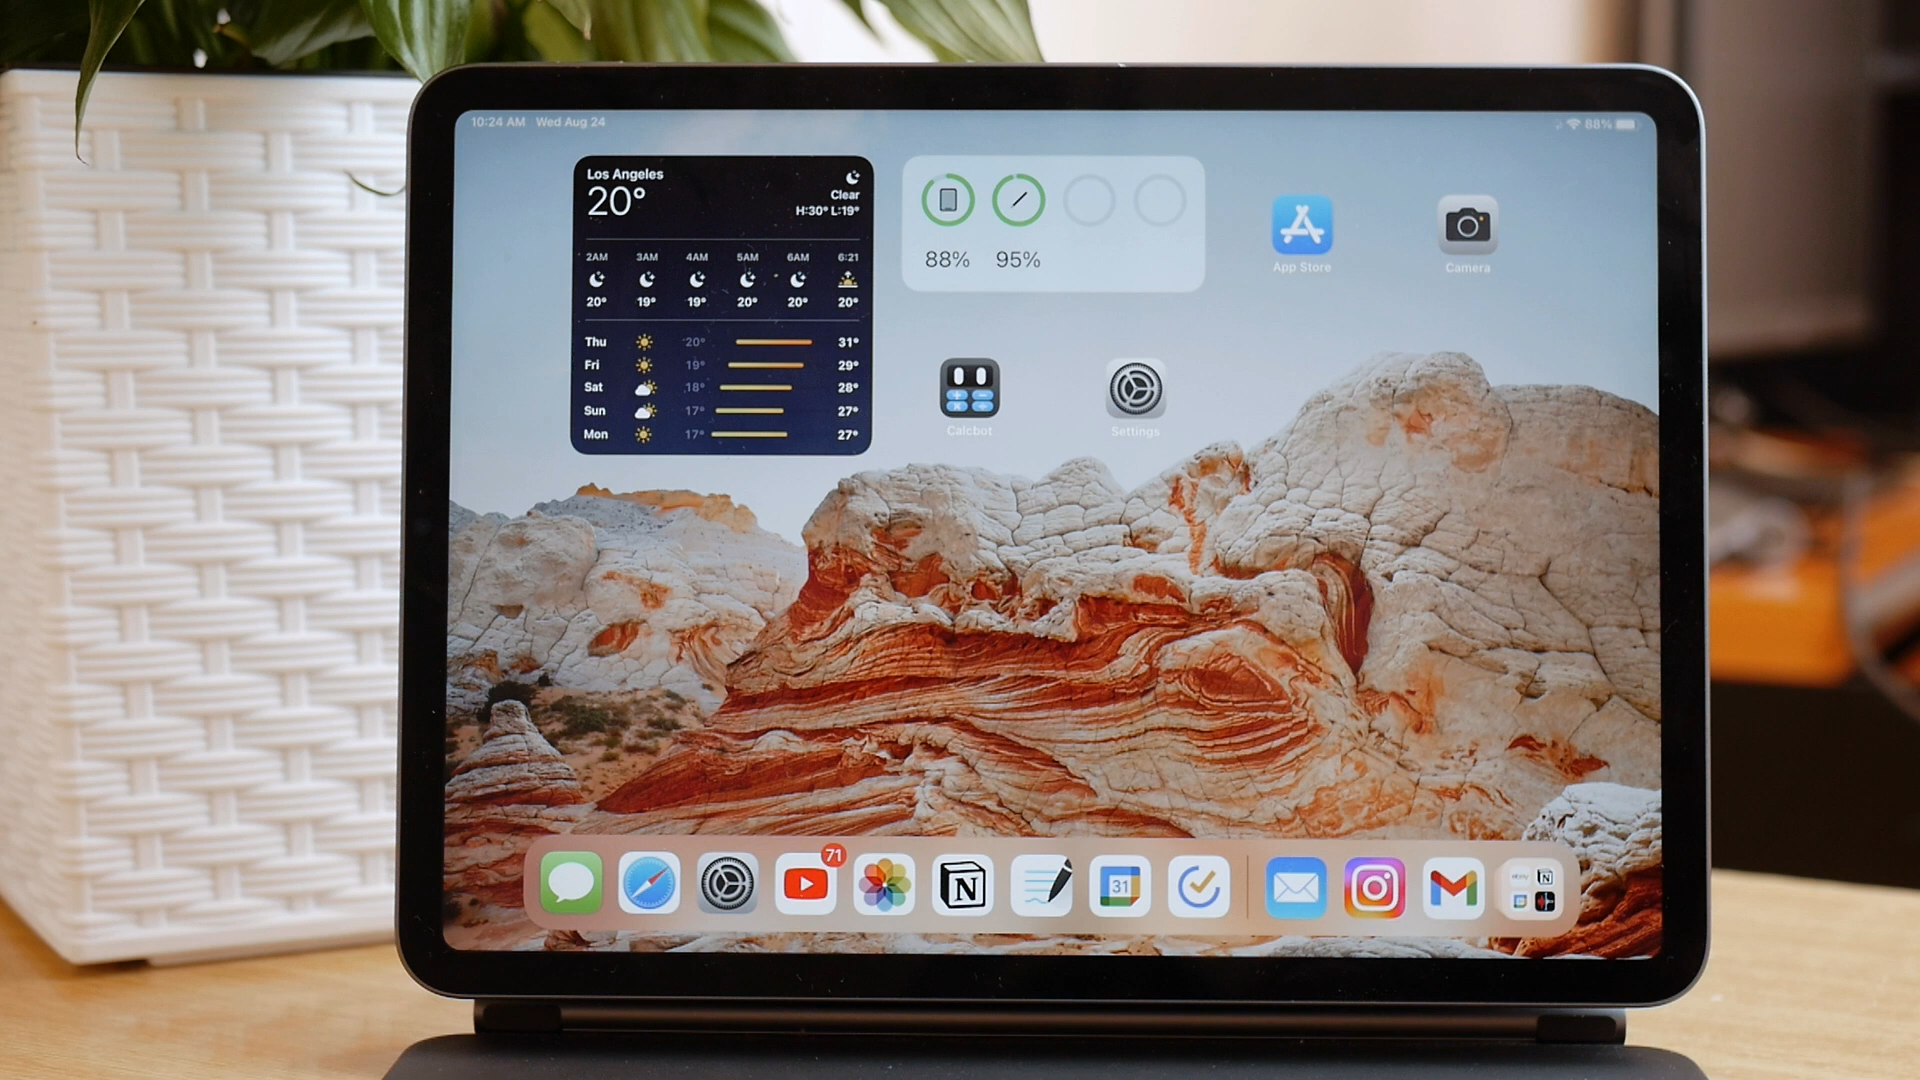 10:24 AM Wed Aug 24
88%
Los Angeles
20°
Clear
H:30° L:19°
2AM 3AM 4AM 5AM 6AM 6:21
20° 19° 19° 20° 20° 20°
Thu 20° 31°
Fri 19° 29°
Sat 18° 28°
Sun 17° 27°
Mon 17° 27°
88% 95%
App Store
Camera
Calcbot
Settings
71
N
31
N